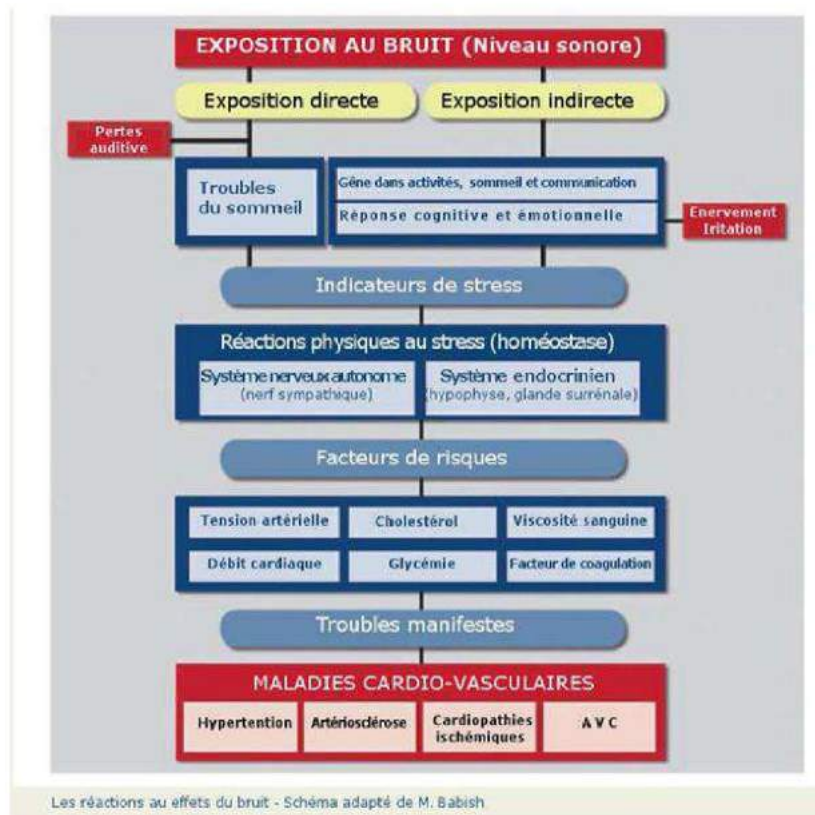 EXPOSITION AU BRUIT (Niveau sonore)
Exposition directe
Exposition indirecte
Pertes
auditive
Troubles
du sommeil
Gêne dans activités, sommeil et communication
Réponse cognitive et émotionnelle
Enervement
Iritation
Indicateurs de stress
Réactions physiques au stress (homéostase)
Système nerveux autonome
(nerf sympathique)
Système endocrinien
(hypophyse, glande surrénale)
Facteurs de risques
Tension artérielle
Cholestérol
Viscosité sanguine
Débit cardiaque
Glycémie
Facteur de coagulation
Troubles manifestes
MALADIES CARDIO-VASCULAIRES
Hypertention
Artériosclérose
Cardiopathies
ischémiques
A V C
Les réactions au effets du bruit - Schéma adapté de M. Babish